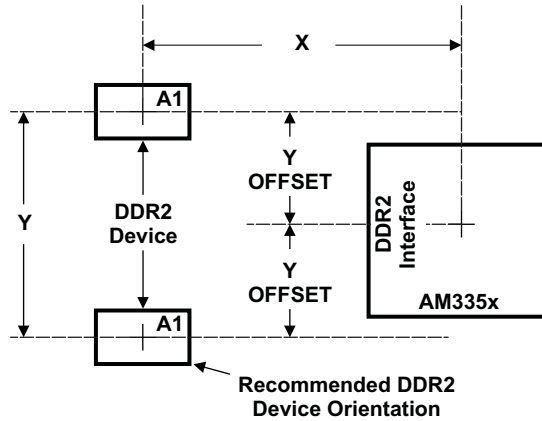 X
A1
Y
OFFSET
Y
DDR2
Device
DDR2
Interface
Y
OFFSET
A1
AM335x
Recommended DDR2
Device Orientation